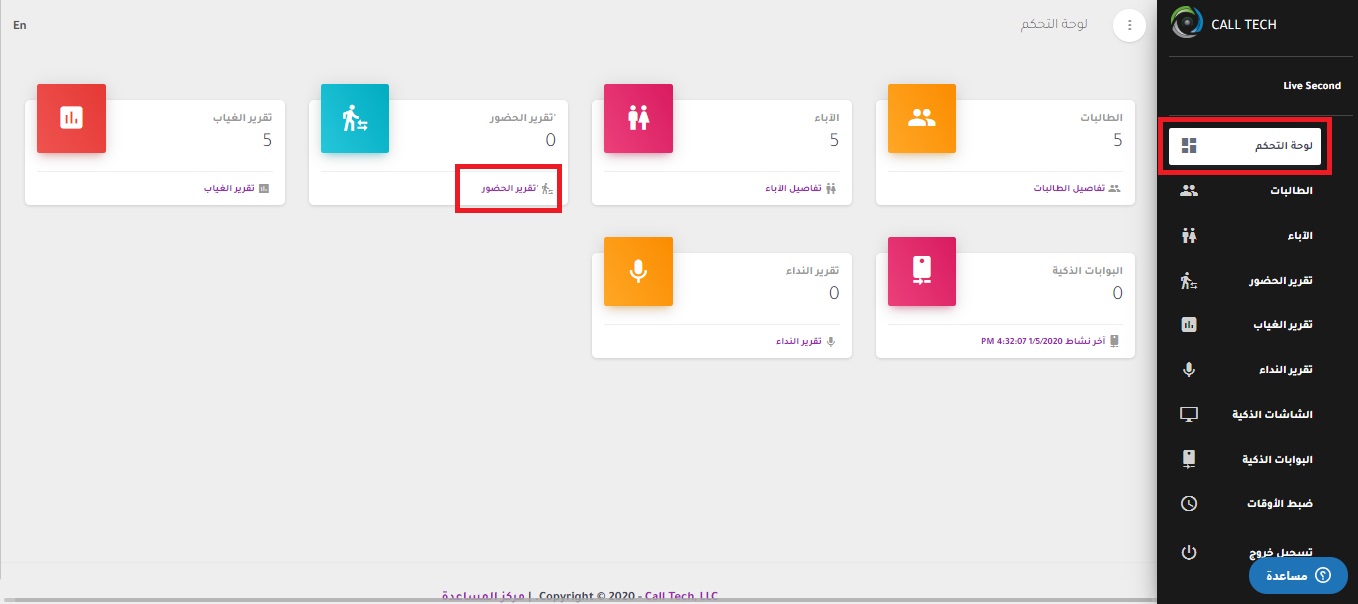 CALL TECH
Live Second
لوحة التحكم
الطالبات
الآباء
تقرير الحضور
تقرير الغياب
تقرير النداء
الشاشات الذكية
البوابات الذكية
ضبط الأوقات
تسجيل خروج
مساعدة
لوحة التحكم
En
الطالبات
5
تفاصيل الطالبات
الآباء
5
تفاصيل الآباء
*تقرير الحضور
0
*تقرير الحضور
تقرير الغياب
5
تقرير الغياب
البوابات الذكية
0
أخر نشاط 1/5/2020 4:32:07 PM
تقرير النداء
0
تقرير النداء
مركز المساعدة | .Copyright © 2020 - Call Tech, LLC